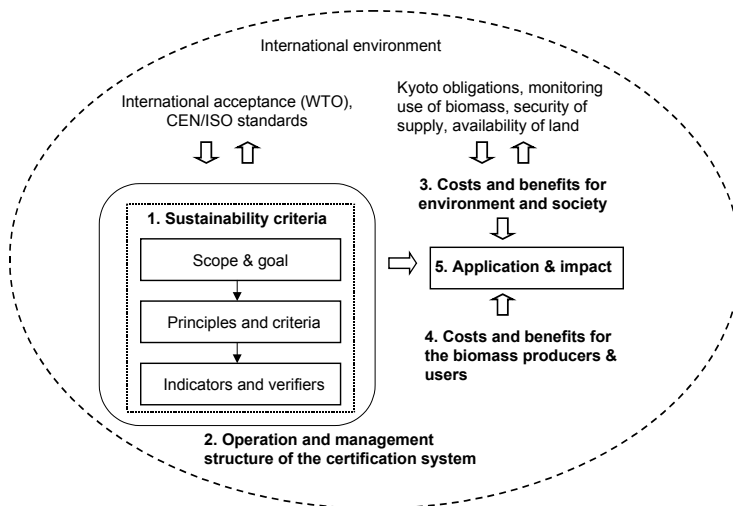 International environment
International acceptance (WTO),
CEN/ISO standards
Kyoto obligations, monitoring
use of biomass, security of
supply, availability of land
1. Sustainability criteria
Scope & goal
Principles and criteria
Indicators and verifiers
2. Operation and management
structure of the certification system
3. Costs and benefits for
environment and society
5. Application & impact
4. Costs and benefits for
the biomass producers &
users